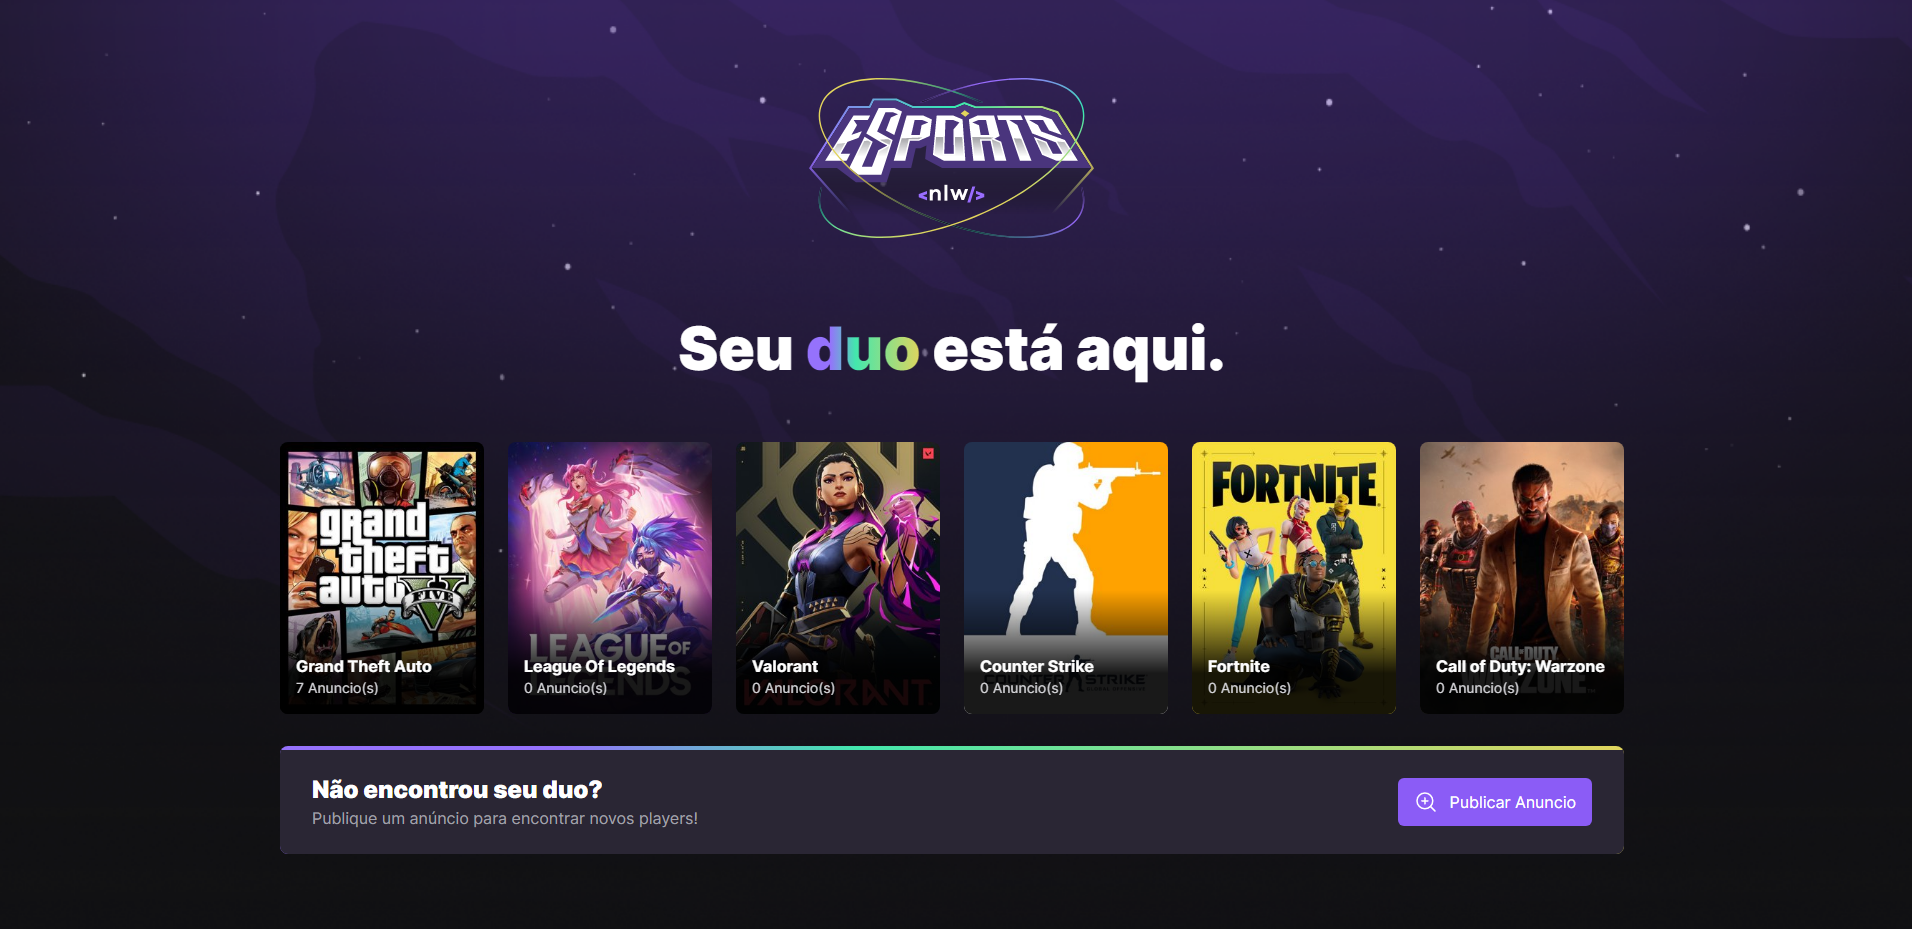 ESPORTS
<nlw/>
Seu duo está aqui.
grand
theft
auto
FIVE
Grand Theft Auto
7 Anuncio(s)
LEAGUE OF
LEGENDS
League Of Legends
0 Anuncio(s)
VALORANT
Valorant
0 Anuncio(s)
COUNTER STRIKE
Counter Strike
0 Anuncio(s)
FORTNITE
Fortnite
0 Anuncio(s)
CALL OF DUTY
WARZONE
Call of Duty: Warzone
0 Anuncio(s)
Não encontrou seu duo?
Publique um anúncio para encontrar novos players!
Publicar Anuncio